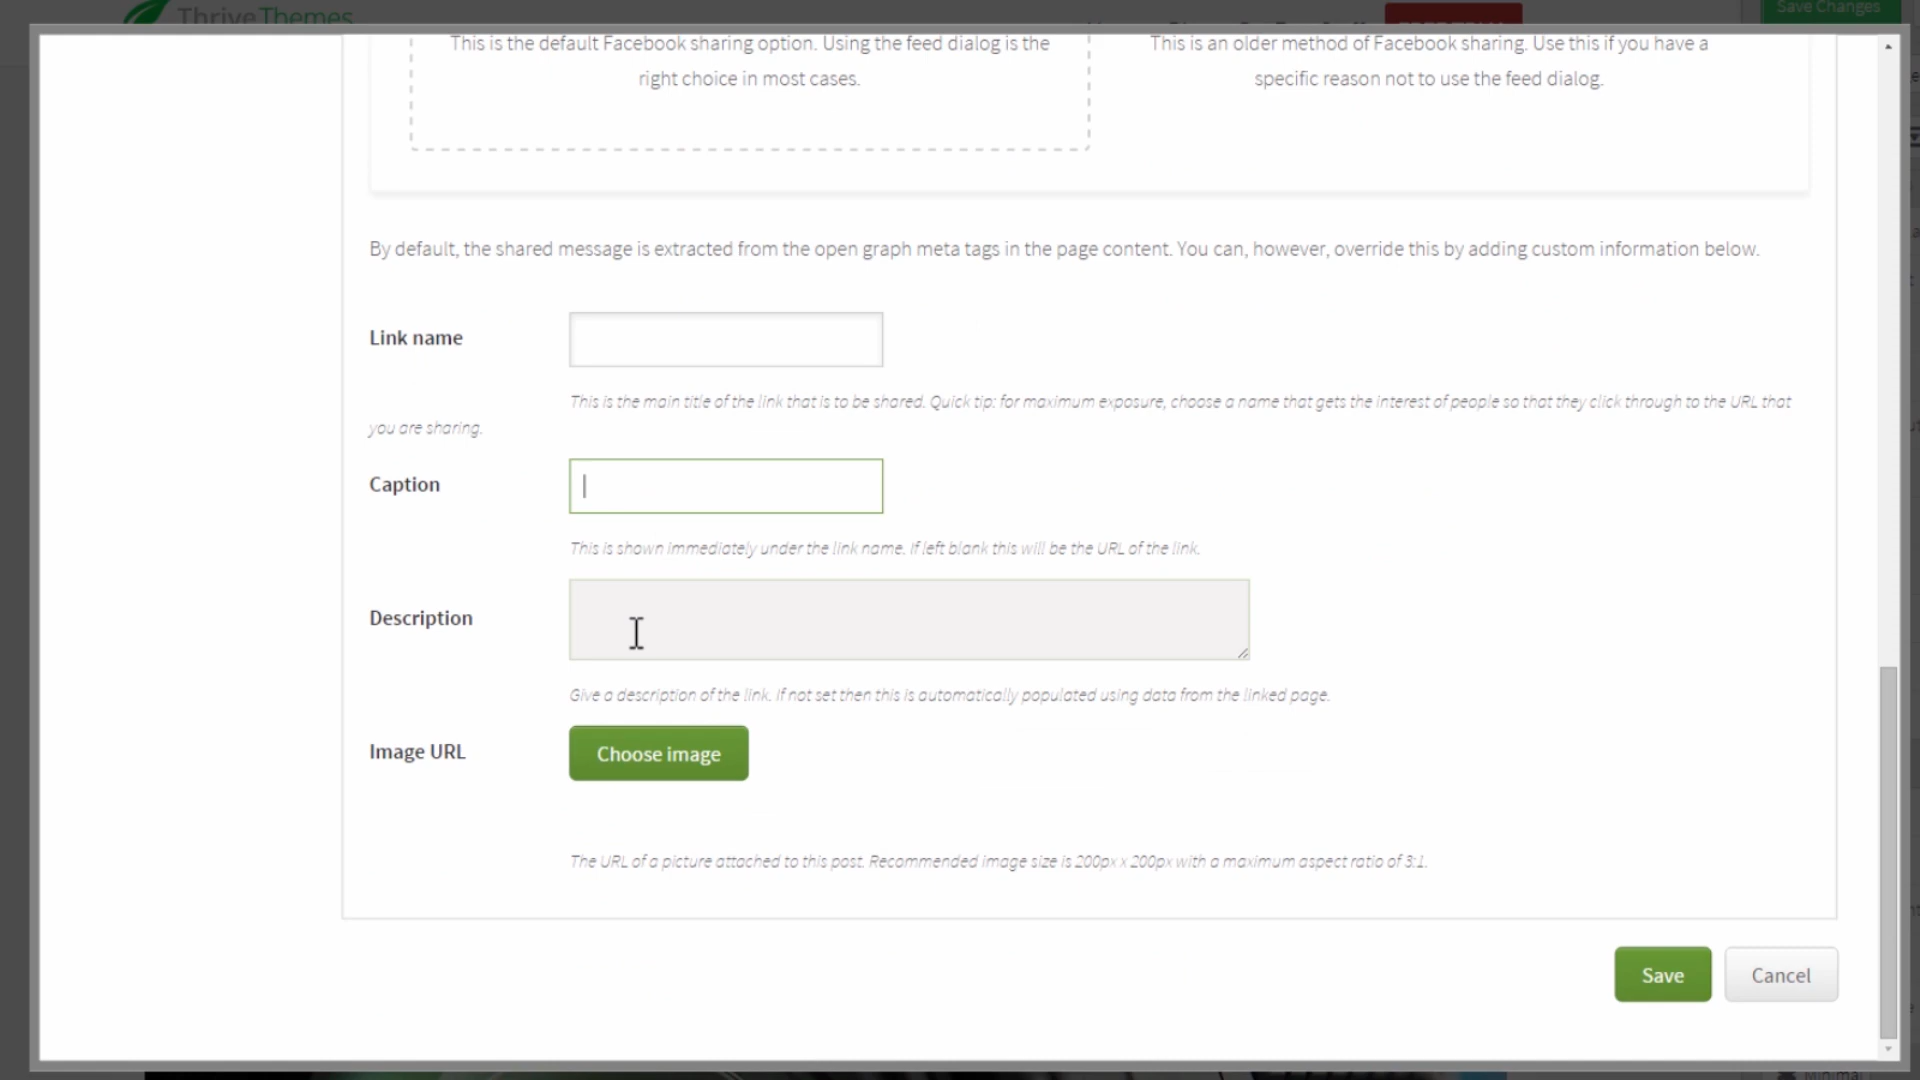 ThriveThemes
Save Changes
This is the default Facebook sharing option. Using the feed dialog is the
right choice in most cases.
This is an older method of Facebook sharing. Use this if you have a
specific reason not to use the feed dialog.
By default, the shared message is extracted from the open graph meta tags in the page content. You can, however, override this by adding custom information below.
Link name
This is the main title of the link that is to be shared. Quick tip: for maximum exposure, choose a name that gets the interest of people so that they click through to the URL that
you are sharing.
Caption
This is shown immediately under the link name. If left blank this will be the URL of the link.
Description
Give a description of the link. If not set then this is automatically populated using data from the linked page.
Image URL
Choose image
The URL of a picture attached to this post. Recommended image size is 200px x 200px with a maximum aspect ratio of 3:1.
Save
Cancel